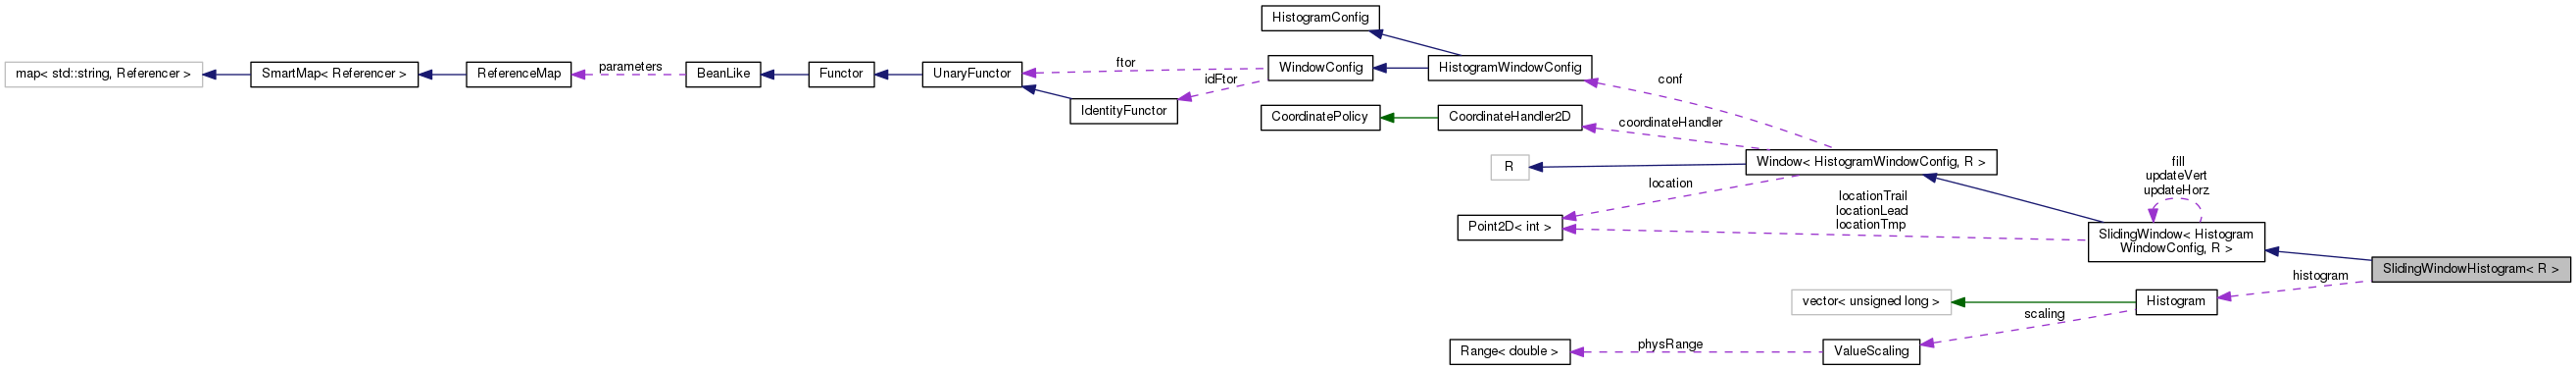 HistogramConfig
map< std::string, Referencer >
SmartMap< Referencer >
ReferenceMap
parameters
BeanLike
Functor
UnaryFunctor
ftor
idFtor
IdentityFunctor
WindowConfig
HistogramWindowConfig
conf
CoordinatePolicy
CoordinateHandler2D
coordinateHandler
R
Window< HistogramWindowConfig, R >
location
Point2D< int >
locationTrail
locationLead
locationTmp
fill
updateVert
updateHorz
SlidingWindow< Histogram
WindowConfig, R >
SlidingWindowHistogram< R >
histogram
vector< unsigned long >
Histogram
scaling
Range< double >
physRange
ValueScaling